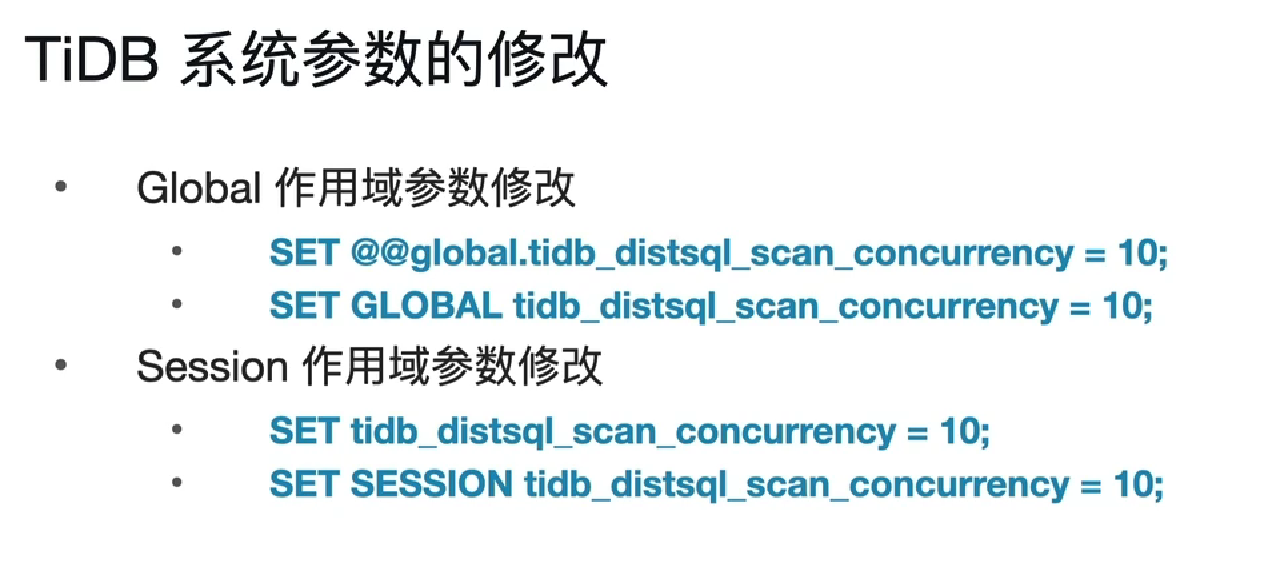 TiDB 系统参数的修改
• Global 作用域参数修改
• SET @@global.tidb_distsql_scan_concurrency = 10;
• SET GLOBAL tidb_distsql_scan_concurrency = 10;
• Session 作用域参数修改
• SET tidb_distsql_scan_concurrency = 10;
• SET SESSION tidb_distsql_scan_concurrency = 10;